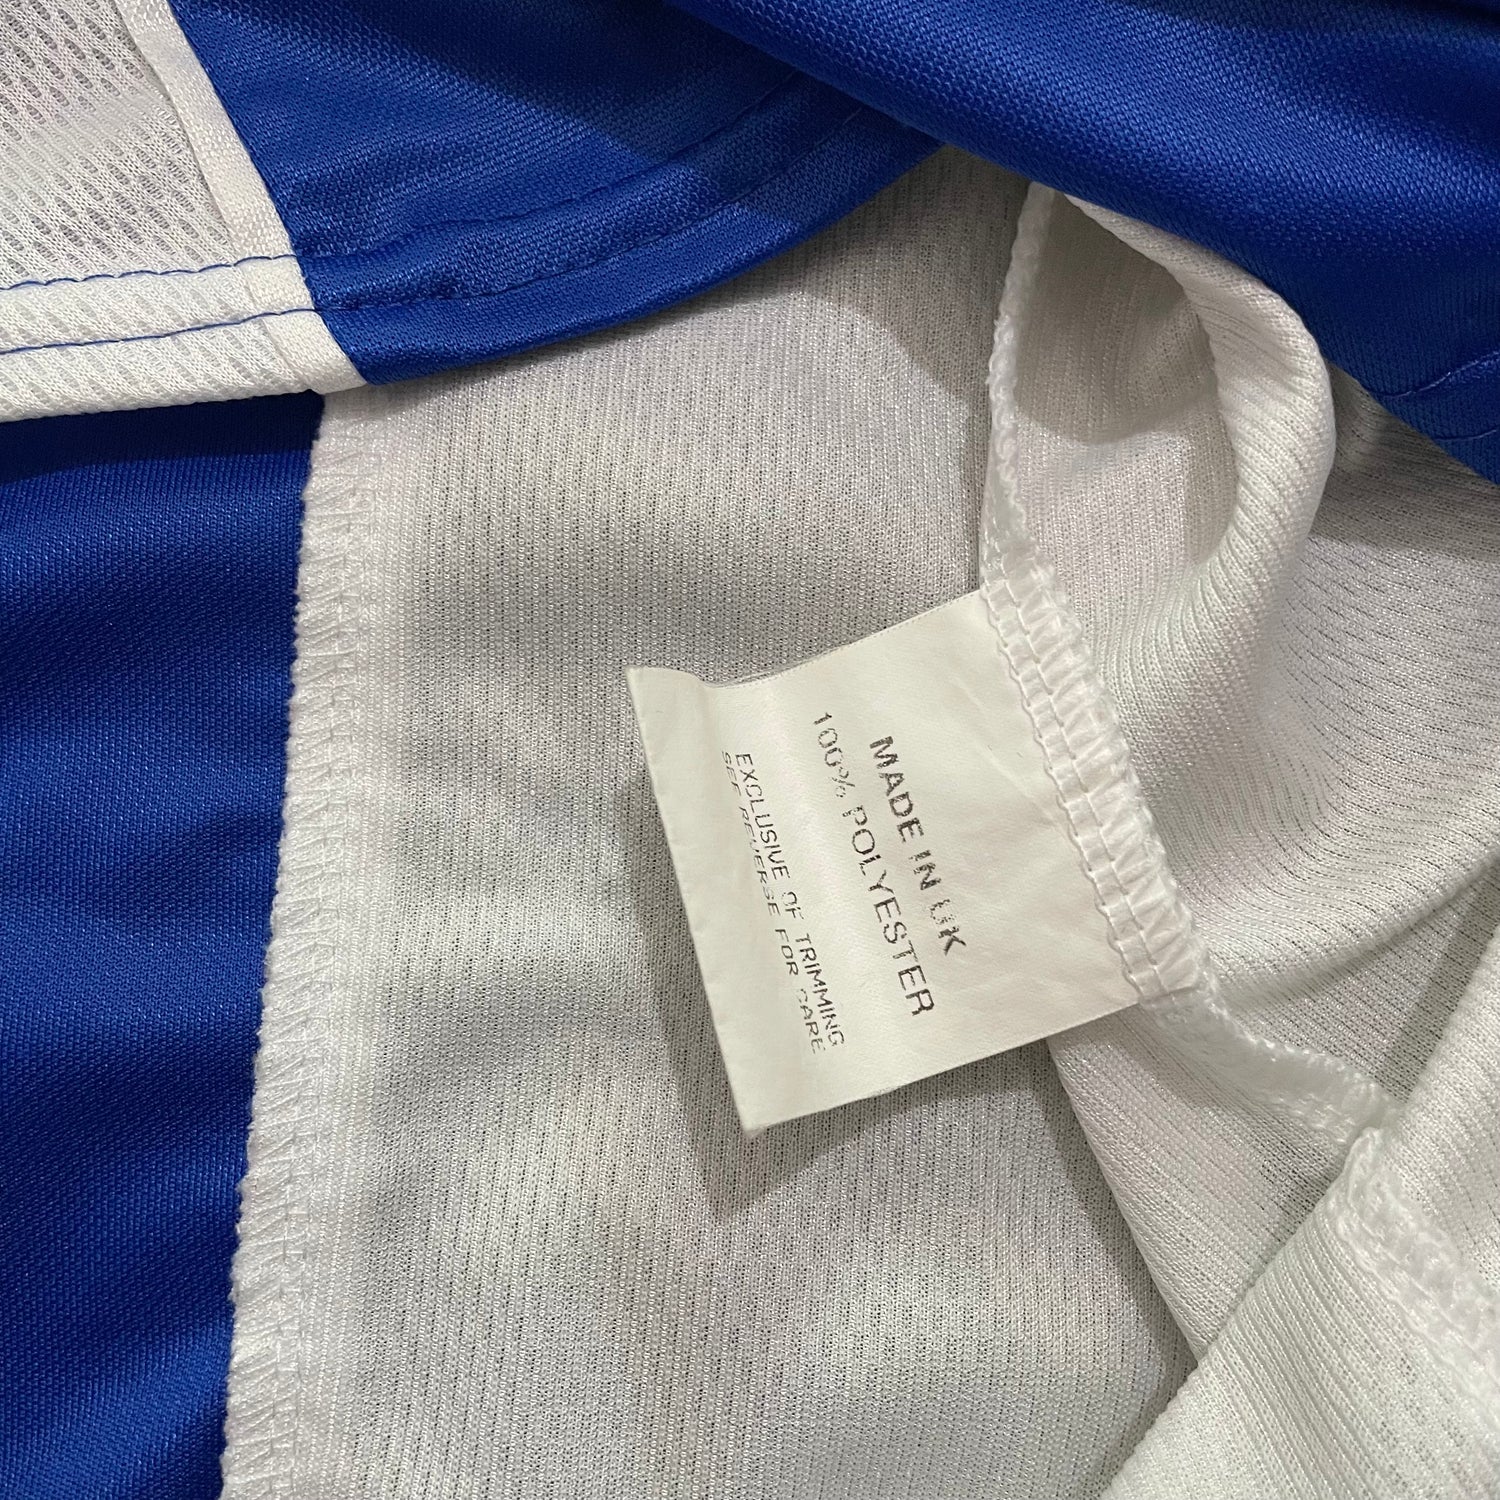 MADE IN UK
100% POLYESTER
EXCLUSIVE OF TRIMMING
SEE REVERSE FOR CARE